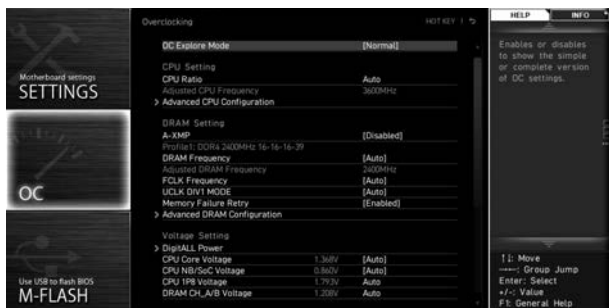 Motherboard settings
SETTINGS
OC
Use USB to flash BIOS
M-FLASH
Overclocking
HOT KEY |
OC Explore Mode [Normal]
CPU Setting
CPU Ratio Auto
Adjusted CPU Frequency 3600MHz
> Advanced CPU Configuration
DRAM Setting
A-XMP [Disabled]
Profile1: DDR4 2400MHz 16-16-16-39
DRAM Frequency [Auto]
Adjusted DRAM Frequency 2400MHz
FCLK Frequency [Auto]
UCLK DIV1 MODE [Auto]
Memory Failure Retry [Enabled]
> Advanced DRAM Configuration
Voltage Setting
> DigitALL Power
CPU Core Voltage 1.368V [Auto]
CPU NB/SoC Voltage 0.860V [Auto]
CPU 1P8 Voltage 1.793V Auto
DRAM CH_A/B Voltage 1.208V Auto
HELP INFO
Enables or disables
to show the simple
or complete version
of OC settings.
↑↓: Move
→←: Group Jump
Enter: Select
+/-: Value
F1: General Help